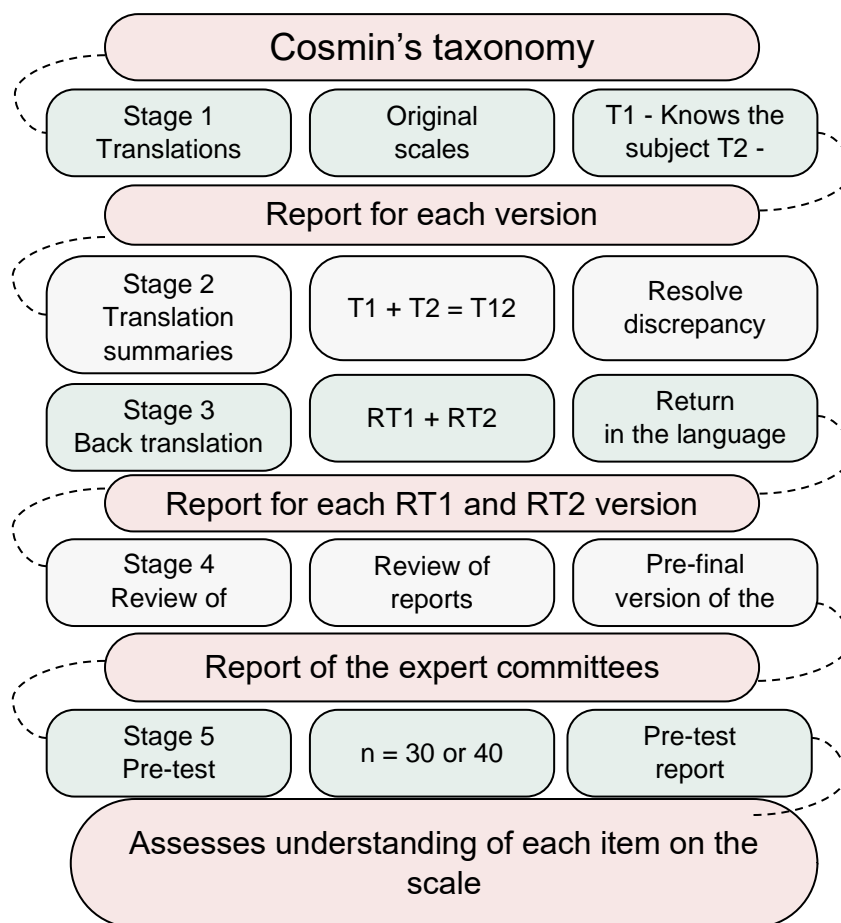 Cosmin's taxonomy
Stage 1
Translations
Original
scales
T1 - Knows the
subject T2 -
Report for each version
Stage 2
Translation
summaries
T1 + T2 = T12
Resolve
discrepancy
Stage 3
Back translation
RT1 + RT2
Return
in the language
Report for each RT1 and RT2 version
Stage 4
Review of
Review of
reports
Pre-final
version of the
Report of the expert committees
Stage 5
Pre-test
n = 30 or 40
Pre-test
report
Assesses understanding of each item on the
scale